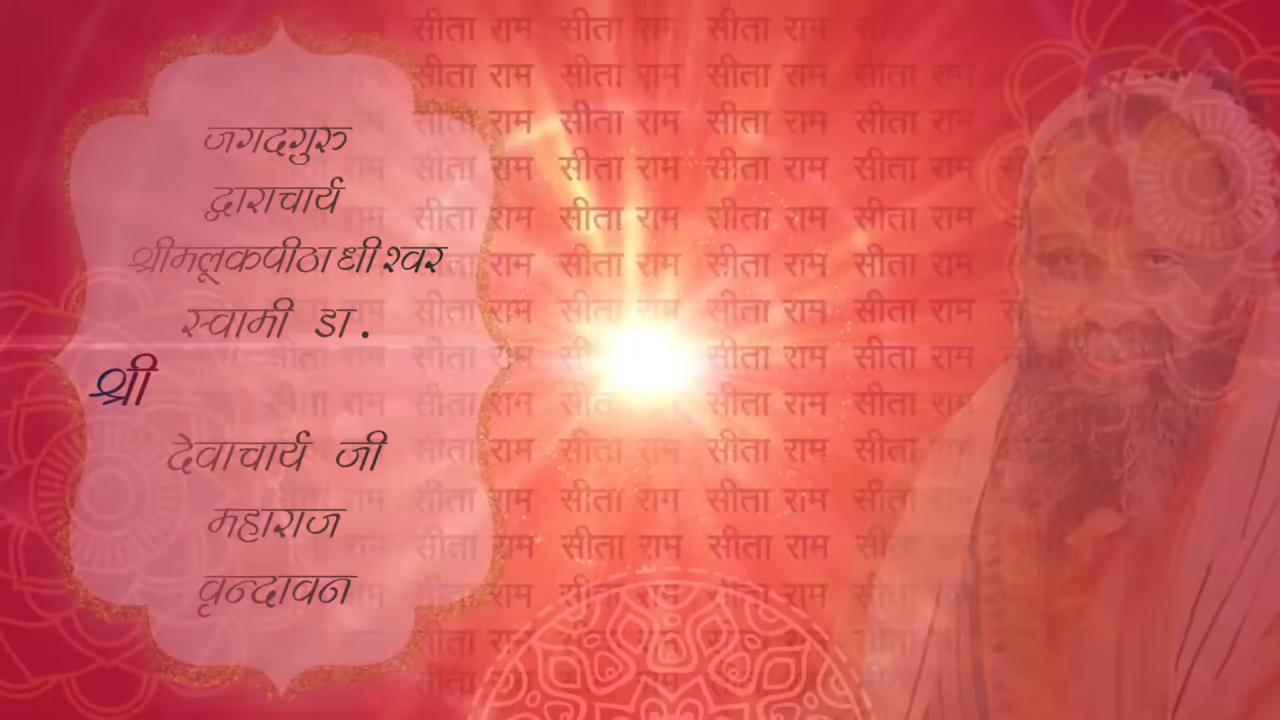 जगदगुरु
द्वाराचार्य
श्रीमलूकपीठाधीश्वर
स्वामी डा.
श्री
देवाचार्य जी
महाराज
वृन्दावन
सीता राम सीता राम सीता राम
सीता राम सीता राम सीता राम सीता राम
सीता राम सीता राम सीता राम सीता राम
राम सीता राम सीता राम सीता राम
राम सीता राम सीता राम सीता राम
राम सीता राम सीता राम सीता राम
राम सीता राम सीता राम सीता राम
सीता राम सीता राम सीता राम सीता राम
सीता राम सीता राम सीता राम सीता राम
सीता राम सीता राम सीता राम सीता राम
सीता राम सीता राम सीता राम सीता
सीता राम सीता राम सीता राम सीता
सीता राम सीता राम सीता राम सीता
सीता राम सीता राम सीता राम सीता
सीता राम